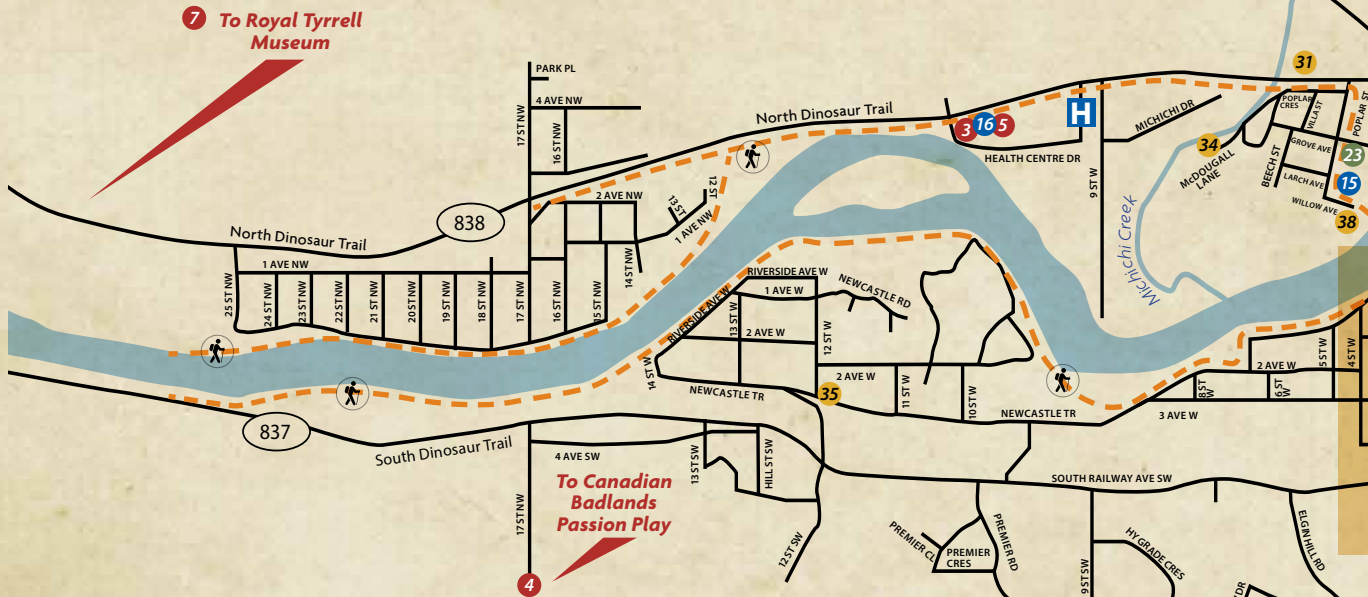 7 To Royal Tyrrell
Museum
PARK PL
4 AVE NW
17 ST NW
16 ST NW
North Dinosaur Trail
3 16 5
H
HEALTH CENTRE DR
9 ST W
MICHICHI DR
31
POPLAR
CRES
VILLA ST
POPLAR ST
34
McDOUGALL
LANE
BEECH ST
GROVE AVE
23
LARCH AVE
15
WILLOW AVE
38
Michichi Creek
838
North Dinosaur Trail
2 AVE NW
13 ST
12 ST
1 AVE NW
14 ST NW
1 AVE NW
25 ST NW
24 ST NW
23 ST NW
22 ST NW
21 ST NW
20 ST NW
19 ST NW
18 ST NW
17 ST NW
16 ST NW
15 ST NW
RIVERSIDE AVE W
RIVERSIDE AVE W
1 AVE W
NEWCASTLE RD
13 ST W
2 AVE W
12 ST W
14 ST W
NEWCASTLE TR
35
2 AVE W
11 ST W
10 ST W
NEWCASTLE TR
2 AVE W
8 ST
W
6 ST
W
5 ST W
4 ST W
3 AVE W
837
South Dinosaur Trail
4 AVE SW
13 ST SW
HILL ST SW
17 ST NW
To Canadian
Badlands
Passion Play
4
12 ST SW
SOUTH RAILWAY AVE SW
PREMIER CL
PREMIER
CRES
PREMIER RD
9 ST SW
HY GRADE CRES
ELGIN HILL RD
DR